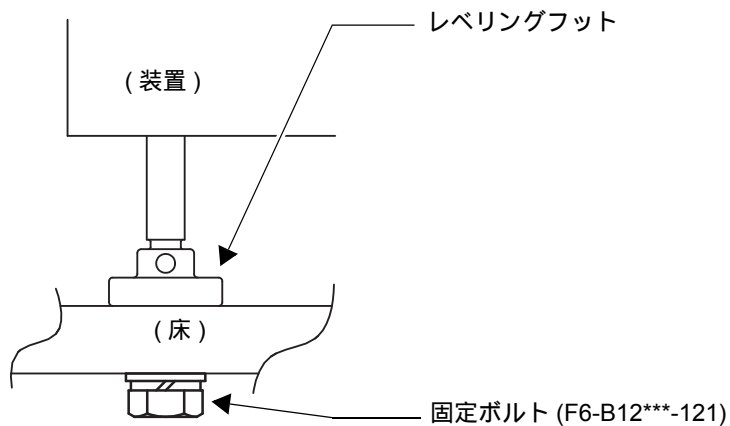 レベリングフット
( 装置 )
( 床 )
固定ボルト (F6-B12***-121)